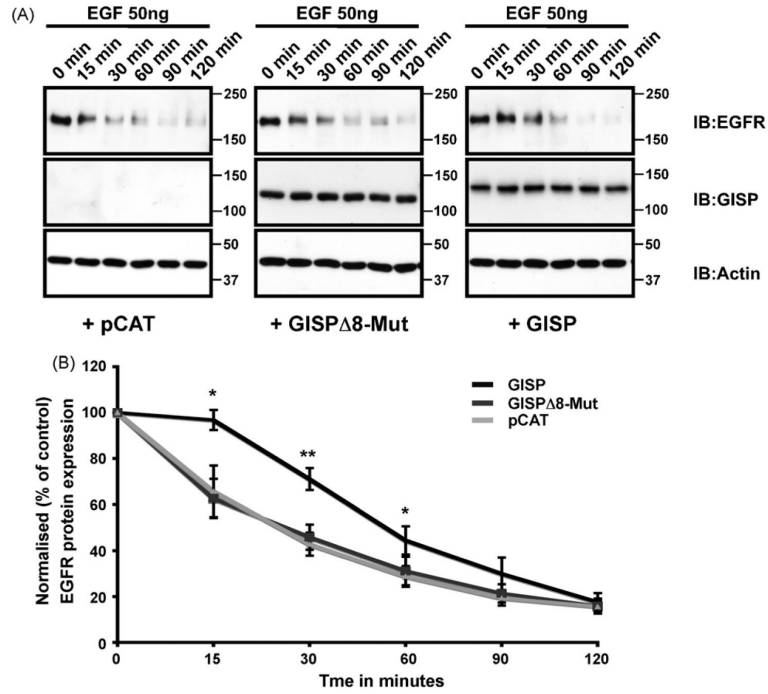 (A)
EGF 50ng EGF 50ng EGF 50ng
0 min 15 min 30 min 60 min 90 min 120 min 0 min 15 min 30 min 60 min 90 min 120 min 0 min 15 min 30 min 60 min 90 min 120 min
250 250 250
150 150 150
IB:EGFR
150 150 150
100 100 100
IB:GISP
50 50 50
37 37 37
IB:Actin
+ pCAT + GISPΔ8-Mut + GISP
(B)
Normalised (% of control)
EGFR protein expression
120
100
80
60
40
20
0
* ** *
GISP
GISPΔ8-Mut
pCAT
0 15 30 60 90 120
Tme in minutes